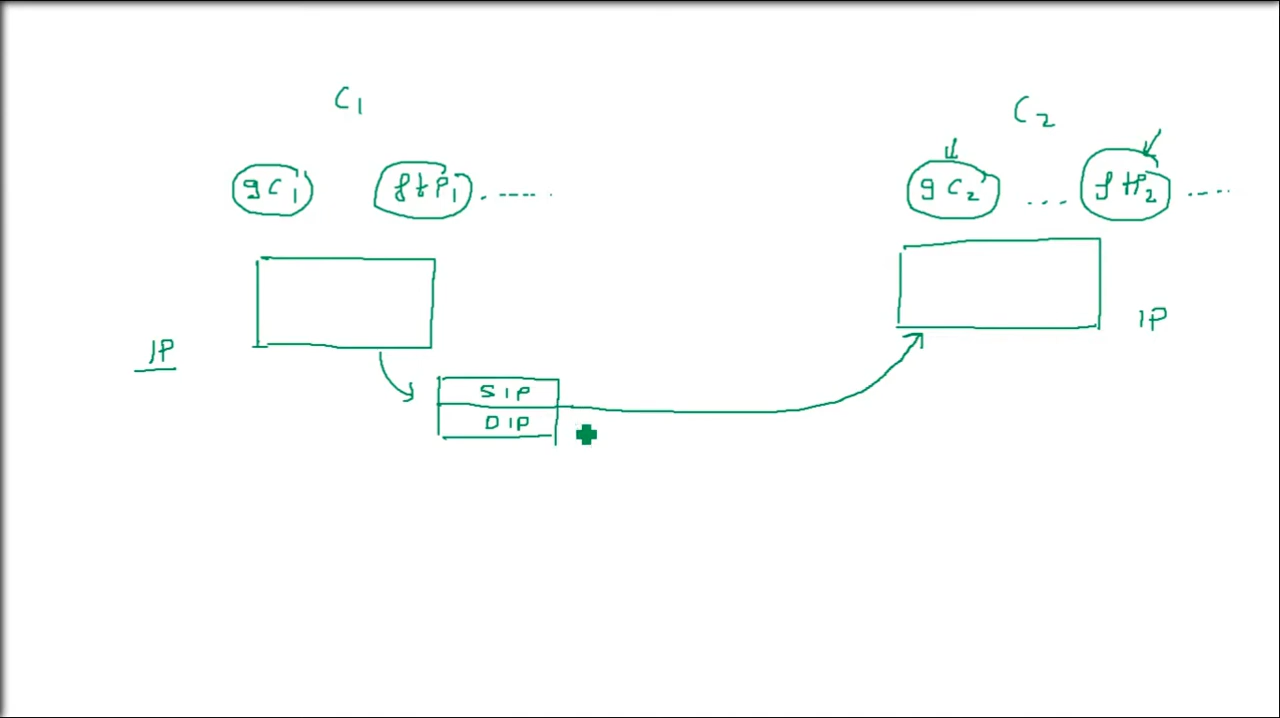 C1
C2
gC1
ftP1 . -----
gC2 ...
ftP2 ----
IP
IP
SIP
DIP